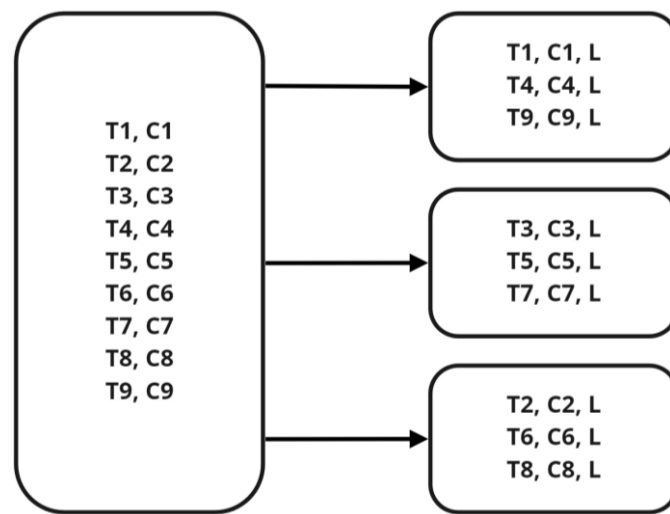 T1, C1
T2, C2
T3, C3
T4, C4
T5, C5
T6, C6
T7, C7
T8, C8
T9, C9
T1, C1, L
T4, C4, L
T9, C9, L
T3, C3, L
T5, C5, L
T7, C7, L
T2, C2, L
T6, C6, L
T8, C8, L